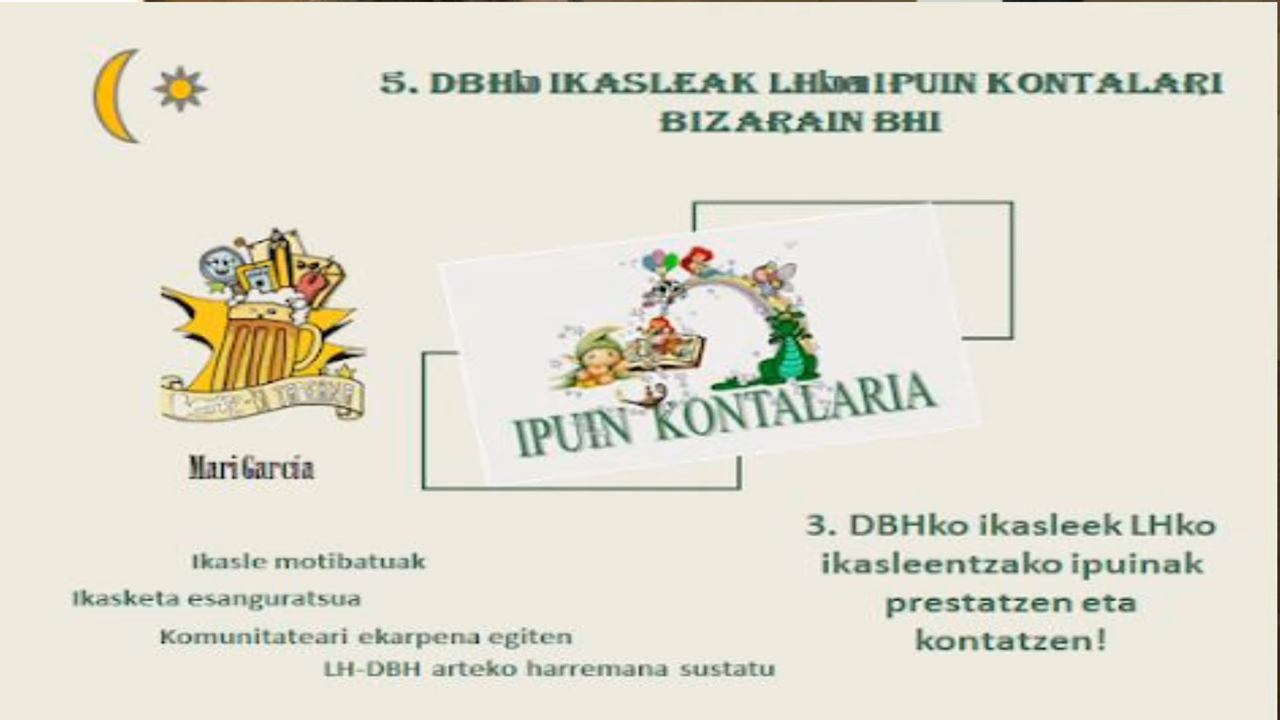 5. DBHko IKASLEAK LHkoen IPUIN KONTALARI
BIZARAIN BHI
IPUIN KONTALARIA
Mari García
3. DBHko ikasleek LHko
ikasleentzako ipuinak
prestatzen eta
kontatzen!
Ikasle motibatuak
Ikasketa esanguratsua
Komunitateari ekarpena egiten
LH-DBH arteko harremana sustatu